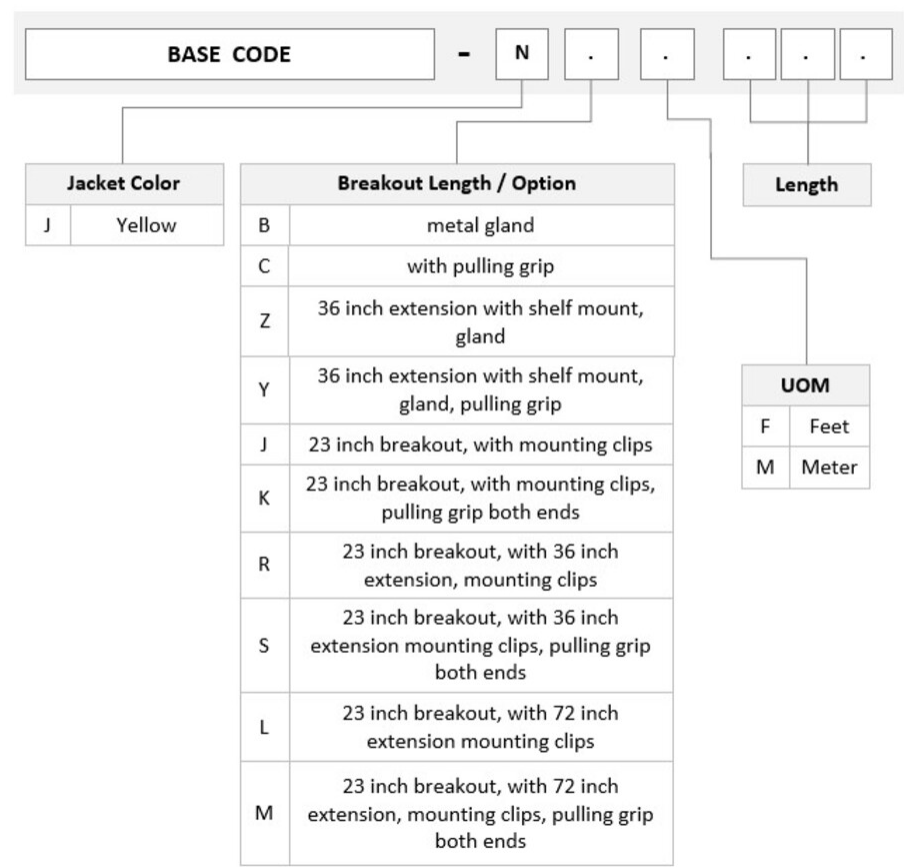 BASE CODE - N . . . . .
Jacket Color
J Yellow
Breakout Length / Option
B metal gland
C with pulling grip
Z 36 inch extension with shelf mount,
gland
Y 36 inch extension with shelf mount,
gland, pulling grip
J 23 inch breakout, with mounting clips
K 23 inch breakout, with mounting clips,
pulling grip both ends
R 23 inch breakout, with 36 inch
extension, mounting clips
S 23 inch breakout, with 36 inch
extension mounting clips, pulling grip
both ends
L 23 inch breakout, with 72 inch
extension mounting clips
M 23 inch breakout, with 72 inch
extension, mounting clips, pulling grip
both ends
Length
UOM
F Feet
M Meter